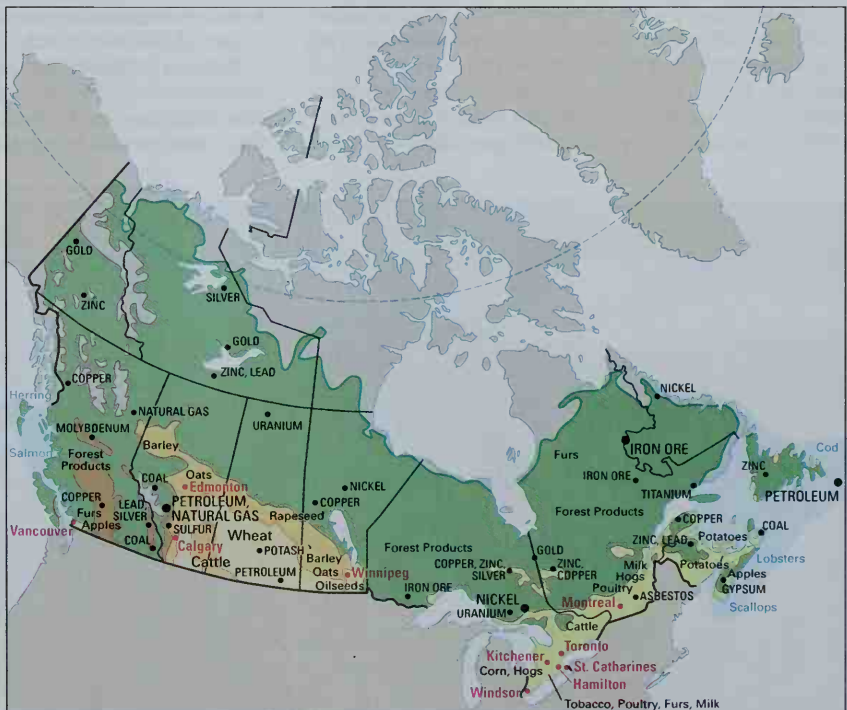 GOLD
ZINC
SILVER
GOLD
ZINC, LEAD
COPPER
NATURAL GAS
URANIUM
NICKEL
Herring
Salmon
MOLYBDENUM
Forest
Products
Barley
Furs
IRON ORE
Cod
ZINC
PETROLEUM
COAL
Oats
Edmonton
NICKEL
IRON ORE
TITANIUM
COPPER
Furs
Apples
LEAD
SILVER
PETROLEUM,
NATURAL GAS
SULFUR
COPPER
Rapeseed
Forest Products
COPPER
COAL
Vancouver
Calgary
COAL
Wheat
Cattle
POTASH
PETROLEUM
Barley
Oats
Oilseeds
Winnipeg
Forest Products
COPPER, ZINC,
SILVER
GOLD
ZINC,
COPPER
Milk
Hogs
Poultry
ZINC, LEAD
Potatoes
Potatoes
Lobsters
Apples
GYPSUM
Scallops
IRON ORE
NICKEL
URANIUM
Montreal
ASBESTOS
Cattle
Toronto
Kitchener
St. Catharines
Corn, Hogs
Hamilton
Windson
Tobacco, Poultry, Furs, Milk